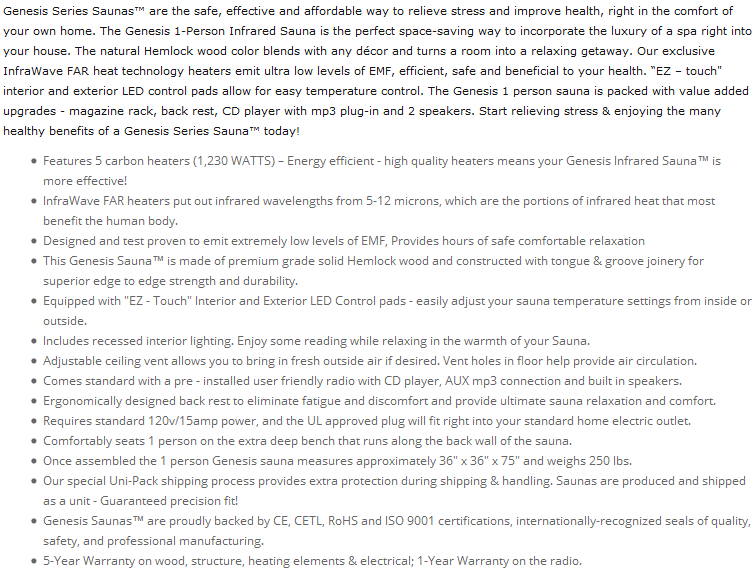 Genesis Series Saunas™ are the safe, effective and affordable way to relieve stress and improve health, right in the comfort of
your own home. The Genesis 1-Person Infrared Sauna is the perfect space-saving way to incorporate the luxury of a spa right into
your house. The natural Hemlock wood color blends with any décor and turns a room into a relaxing getaway. Our exclusive
InfraWave FAR heat technology heaters emit ultra low levels of EMF, efficient, safe and beneficial to your health. "EZ – touch"
interior and exterior LED control pads allow for easy temperature control. The Genesis 1 person sauna is packed with value added
upgrades - magazine rack, back rest, CD player with mp3 plug-in and 2 speakers. Start relieving stress & enjoying the many
healthy benefits of a Genesis Series Sauna™ today!
• Features 5 carbon heaters (1,230 WATTS) – Energy efficient - high quality heaters means your Genesis Infrared Sauna™ is
more effective!
• InfraWave FAR heaters put out infrared wavelengths from 5-12 microns, which are the portions of infrared heat that most
benefit the human body.
• Designed and test proven to emit extremely low levels of EMF, Provides hours of safe comfortable relaxation
• This Genesis Sauna™ is made of premium grade solid Hemlock wood and constructed with tongue & groove joinery for
superior edge to edge strength and durability.
• Equipped with "EZ - Touch" Interior and Exterior LED Control pads - easily adjust your sauna temperature settings from inside or
outside.
• Includes recessed interior lighting. Enjoy some reading while relaxing in the warmth of your Sauna.
• Adjustable ceiling vent allows you to bring in fresh outside air if desired. Vent holes in floor help provide air circulation.
• Comes standard with a pre - installed user friendly radio with CD player, AUX mp3 connection and built in speakers.
• Ergonomically designed back rest to eliminate fatigue and discomfort and provide ultimate sauna relaxation and comfort.
• Requires standard 120v/15amp power, and the UL approved plug will fit right into your standard home electric outlet.
• Comfortably seats 1 person on the extra deep bench that runs along the back wall of the sauna.
• Once assembled the 1 person Genesis sauna measures approximately 36" x 36" x 75" and weighs 250 lbs.
• Our special Uni-Pack shipping process provides extra protection during shipping & handling. Saunas are produced and shipped
as a unit - Guaranteed precision fit!
• Genesis Saunas™ are proudly backed by CE, CETL, RoHS and ISO 9001 certifications, internationally-recognized seals of quality,
safety, and professional manufacturing.
• 5-Year Warranty on wood, structure, heating elements & electrical; 1-Year Warranty on the radio.